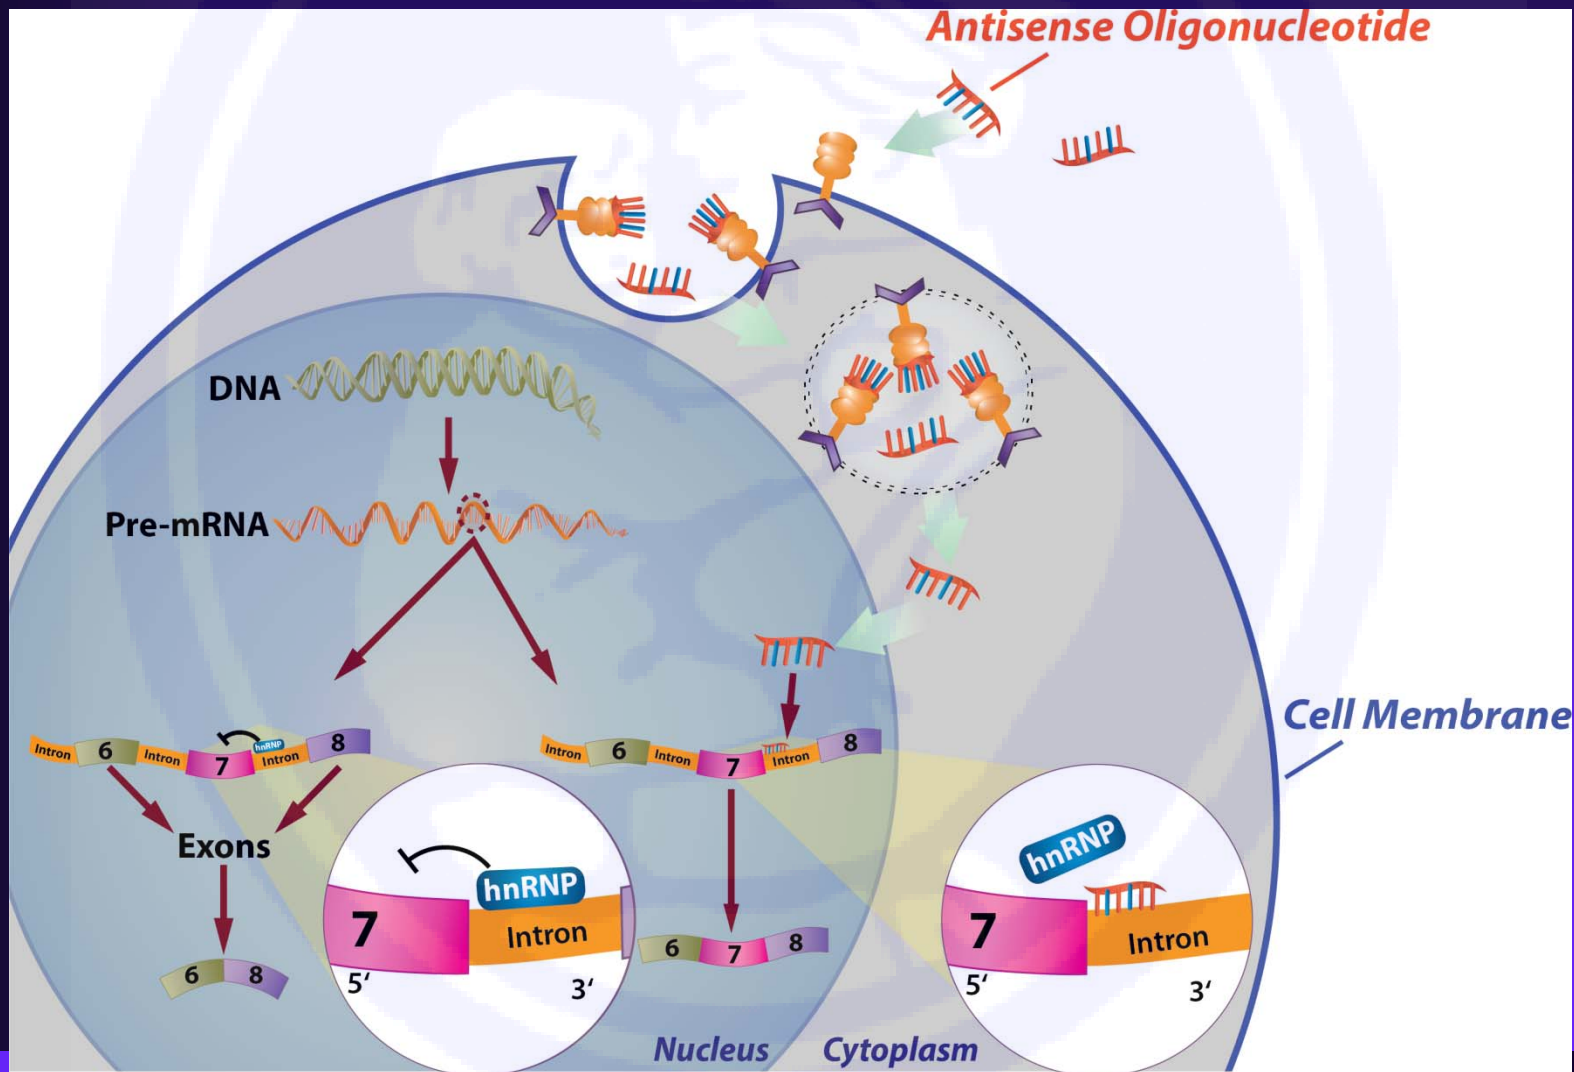 Antisense Oligonucleotide
DNA
Pre-mRNA
Cell Membrane
Intron 6 Intron 7 hnRNP Intron 8
Intron 6 Intron 7 Intron 8
Exons
6 8
hnRNP
7 Intron
5‘ 3‘
6 7 8
hnRNP
7 Intron
5‘ 3‘
Nucleus Cytoplasm